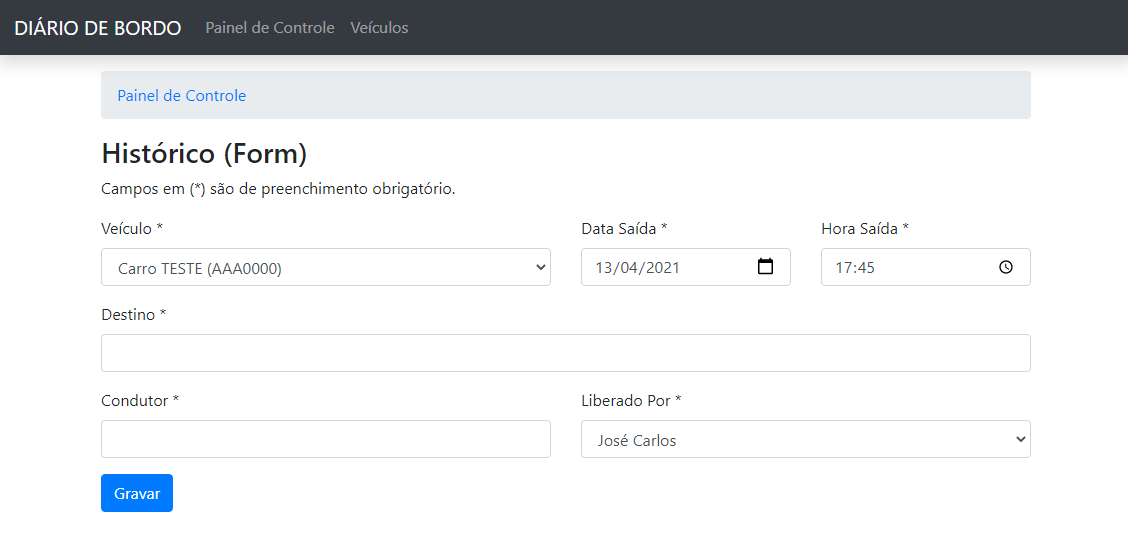 DIÁRIO DE BORDO Painel de Controle Veículos
Painel de Controle
Histórico (Form)
Campos em (*) são de preenchimento obrigatório.
Veículo * Data Saída * Hora Saída *
Carro TESTE (AAA0000) 13/04/2021 17:45
Destino *
Condutor * Liberado Por *
José Carlos
Gravar